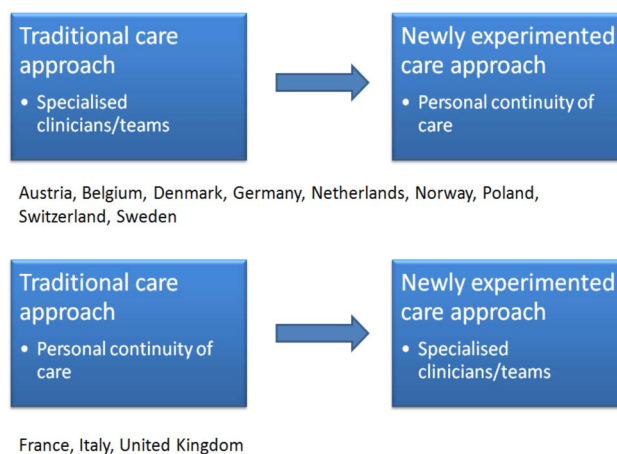 Traditional care
approach
• Specialised
clinicians/teams
Newly experimented
care approach
• Personal continuity of
care
Austria, Belgium, Denmark, Germany, Netherlands, Norway, Poland,
Switzerland, Sweden
Traditional care
approach
• Personal continuity of
care
Newly experimented
care approach
• Specialised
clinicians/teams
France, Italy, United Kingdom